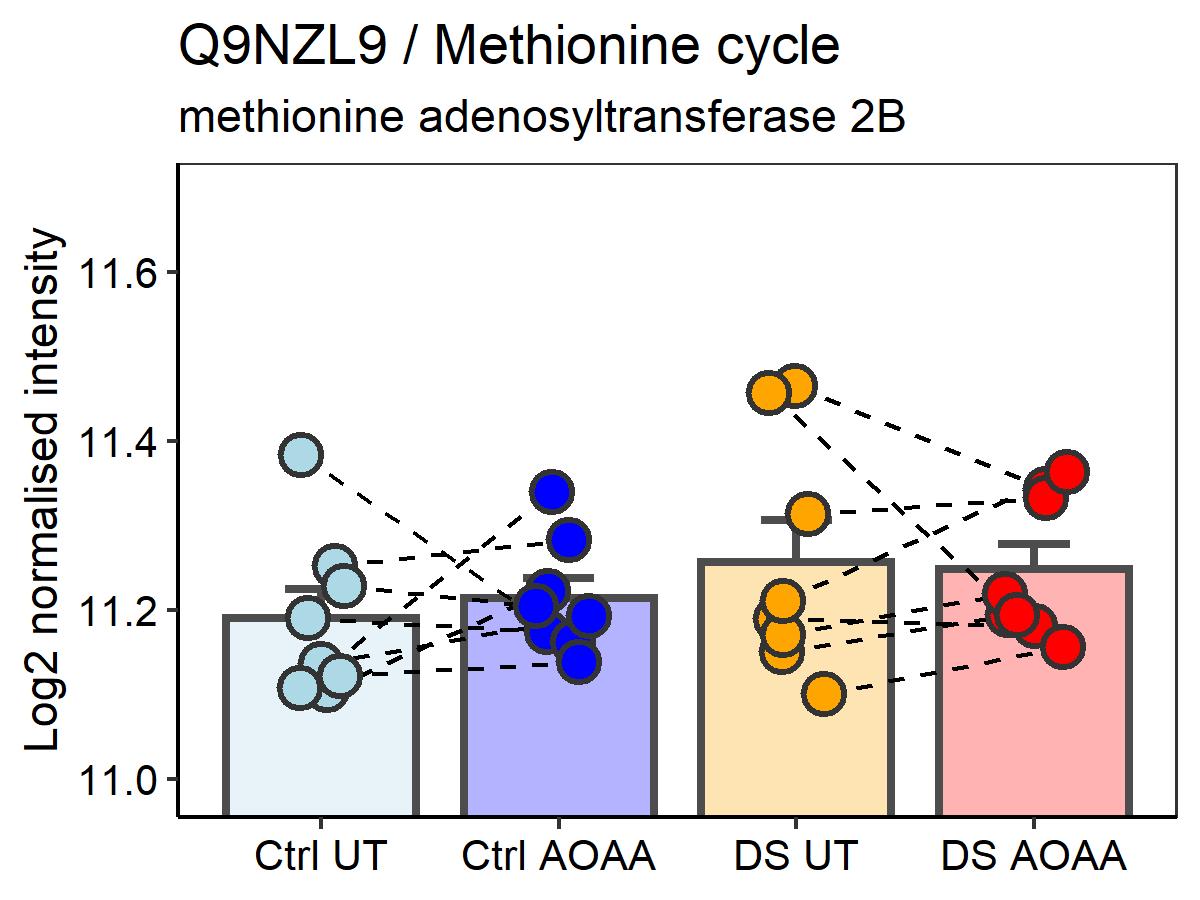 Q9NZL9 / Methionine cycle
methionine adenosyltransferase 2B
Log2 normalised intensity
11.6
11.4
11.2
11.0
Ctrl UT
Ctrl AOAA
DS UT
DS AOAA